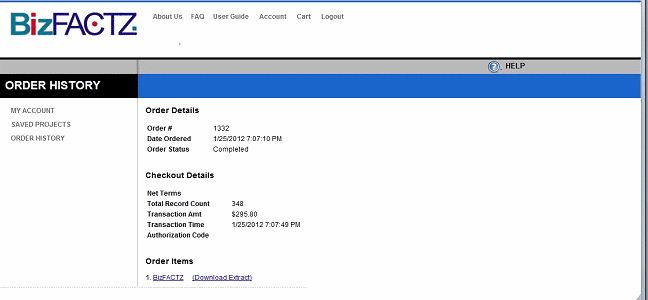 BizFACTZ.
About Us FAQ User Guide Account Cart Logout
? HELP
ORDER HISTORY
MY ACCOUNT
SAVED PROJECTS
ORDER HISTORY
Order Details
Order # 1332
Date Ordered 1/25/2012 7:07:10 PM
Order Status Completed
Checkout Details
Net Terms
Total Record Count 348
Transaction Amt $295.80
Transaction Time 1/25/2012 7:07:49 PM
Authorization Code
Order Items
1. BizFACTZ (Download Extract)